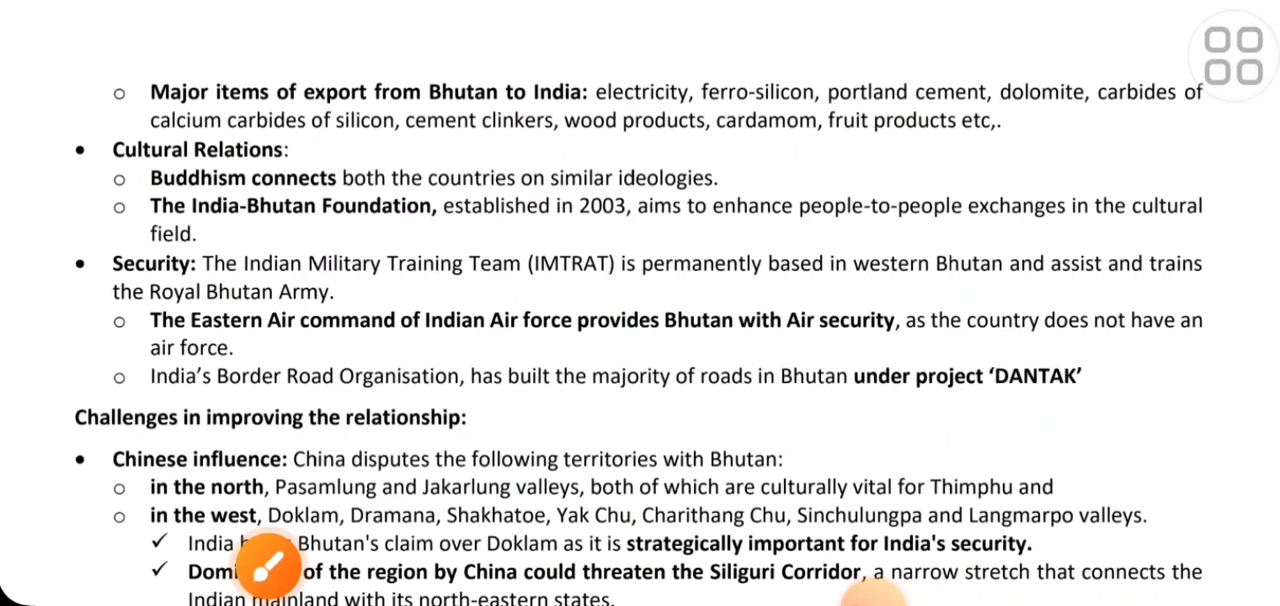 o Major items of export from Bhutan to India: electricity, ferro-silicon, portland cement, dolomite, carbides of
calcium carbides of silicon, cement clinkers, wood products, cardamom, fruit products etc,.
• Cultural Relations:
o Buddhism connects both the countries on similar ideologies.
o The India-Bhutan Foundation, established in 2003, aims to enhance people-to-people exchanges in the cultural
field.
• Security: The Indian Military Training Team (IMTRAT) is permanently based in western Bhutan and assist and trains
the Royal Bhutan Army.
o The Eastern Air command of Indian Air force provides Bhutan with Air security, as the country does not have an
air force.
o India’s Border Road Organisation, has built the majority of roads in Bhutan under project ‘DANTAK’
Challenges in improving the relationship:
• Chinese influence: China disputes the following territories with Bhutan:
o in the north, Pasamlung and Jakarlung valleys, both of which are culturally vital for Thimphu and
o in the west, Doklam, Dramana, Shakhatoe, Yak Chu, Charithang Chu, Sinchulungpa and Langmarpo valleys.
✓ India Bhutan's claim over Doklam as it is strategically important for India's security.
✓ of the region by China could threaten the Siliguri Corridor, a narrow stretch that connects the
Indian mainland with its north-eastern states.